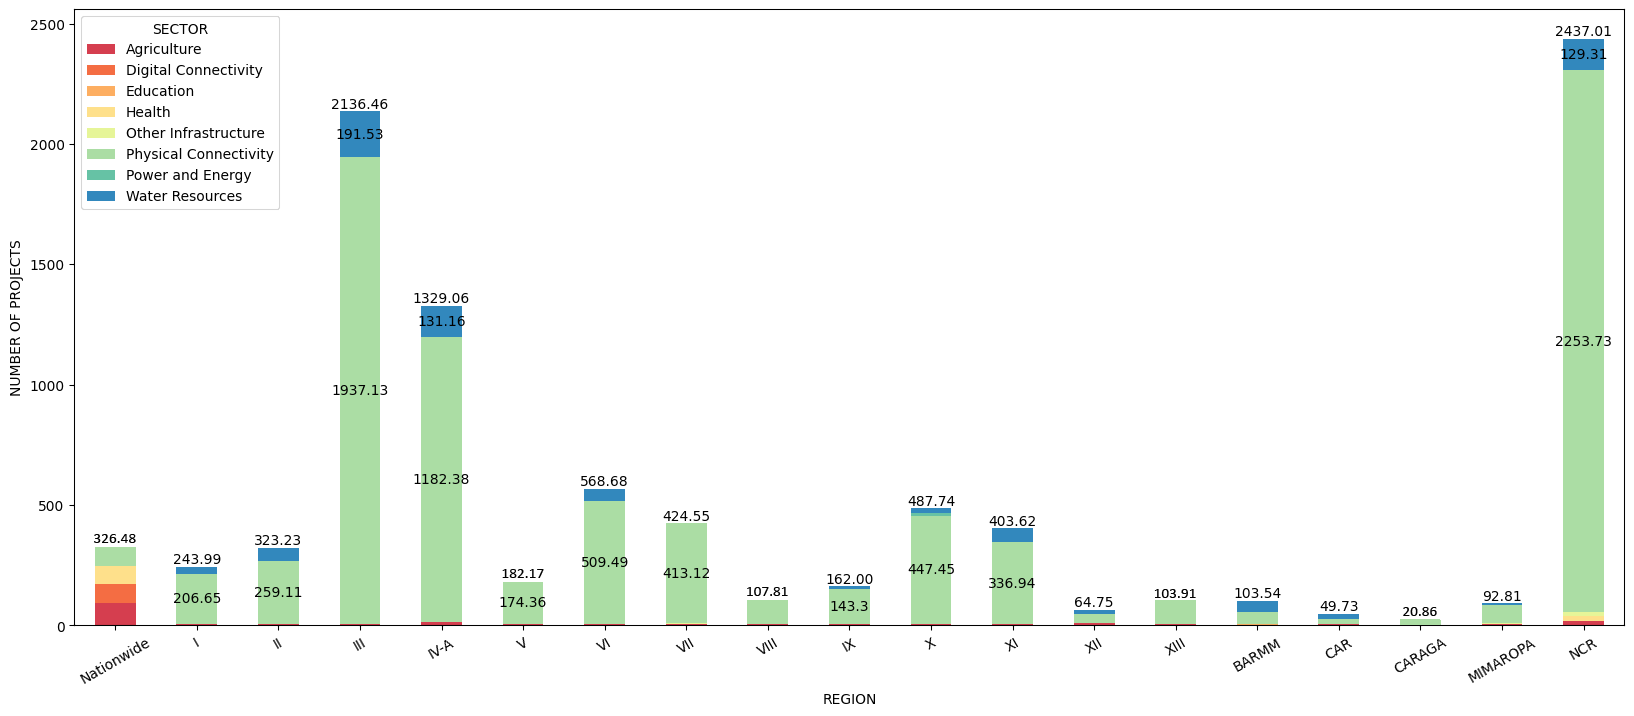 SECTOR
Agriculture
Digital Connectivity
Education
Health
Other Infrastructure
Physical Connectivity
Power and Energy
Water Resources
NUMBER OF PROJECTS
2500
2000
1500
1000
500
0
326.48
243.99
206.65
323.23
259.11
2136.46
191.53
1937.13
1329.06
131.16
1182.38
182.17
174.36
568.68
509.49
424.55
413.12
107.81
162.00
143.3
487.74
447.45
403.62
336.94
64.75
103.91
103.54
49.73
20.86
92.81
2437.01
129.31
2253.73
Nationwide
I
II
III
IV-A
V
VI
VII
VIII
IX
X
XI
XII
XIII
BARMM
CAR
CARAGA
MIMAROPA
NCR
REGION